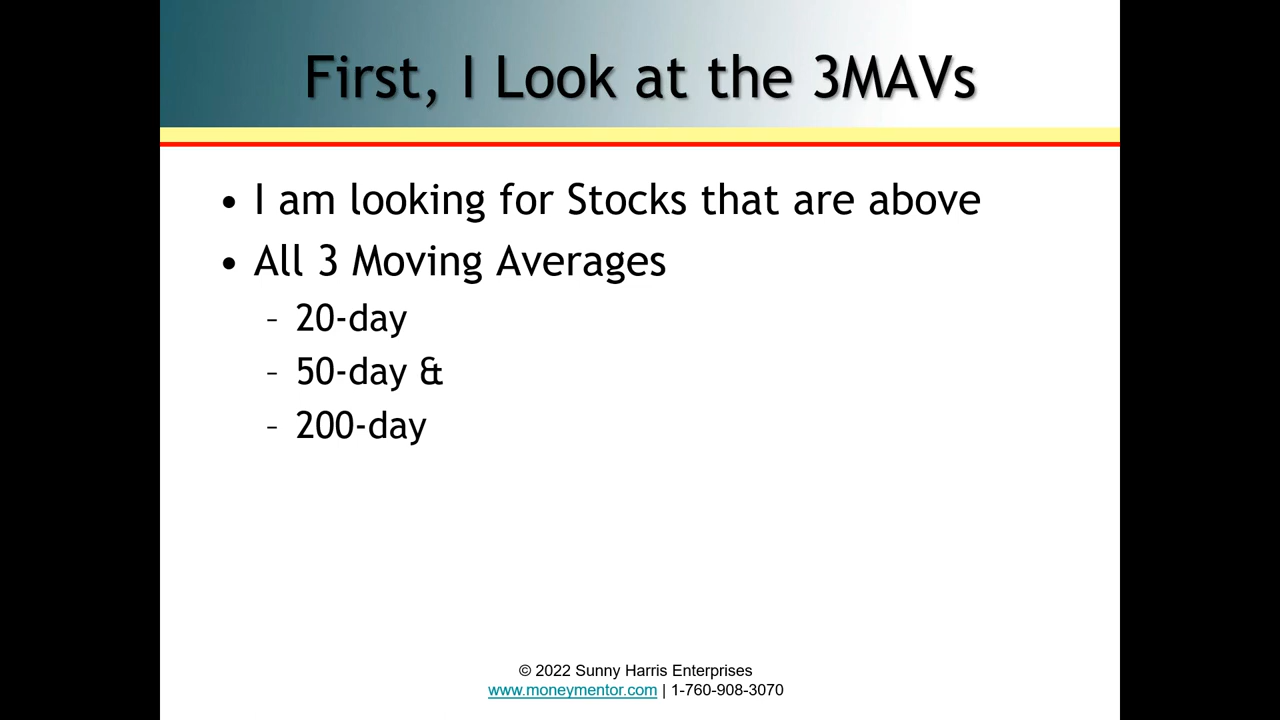 First, I Look at the 3MAVs
• I am looking for Stocks that are above
• All 3 Moving Averages
– 20-day
– 50-day &
– 200-day
© 2022 Sunny Harris Enterprises
www.moneymentor.com | 1-760-908-3070